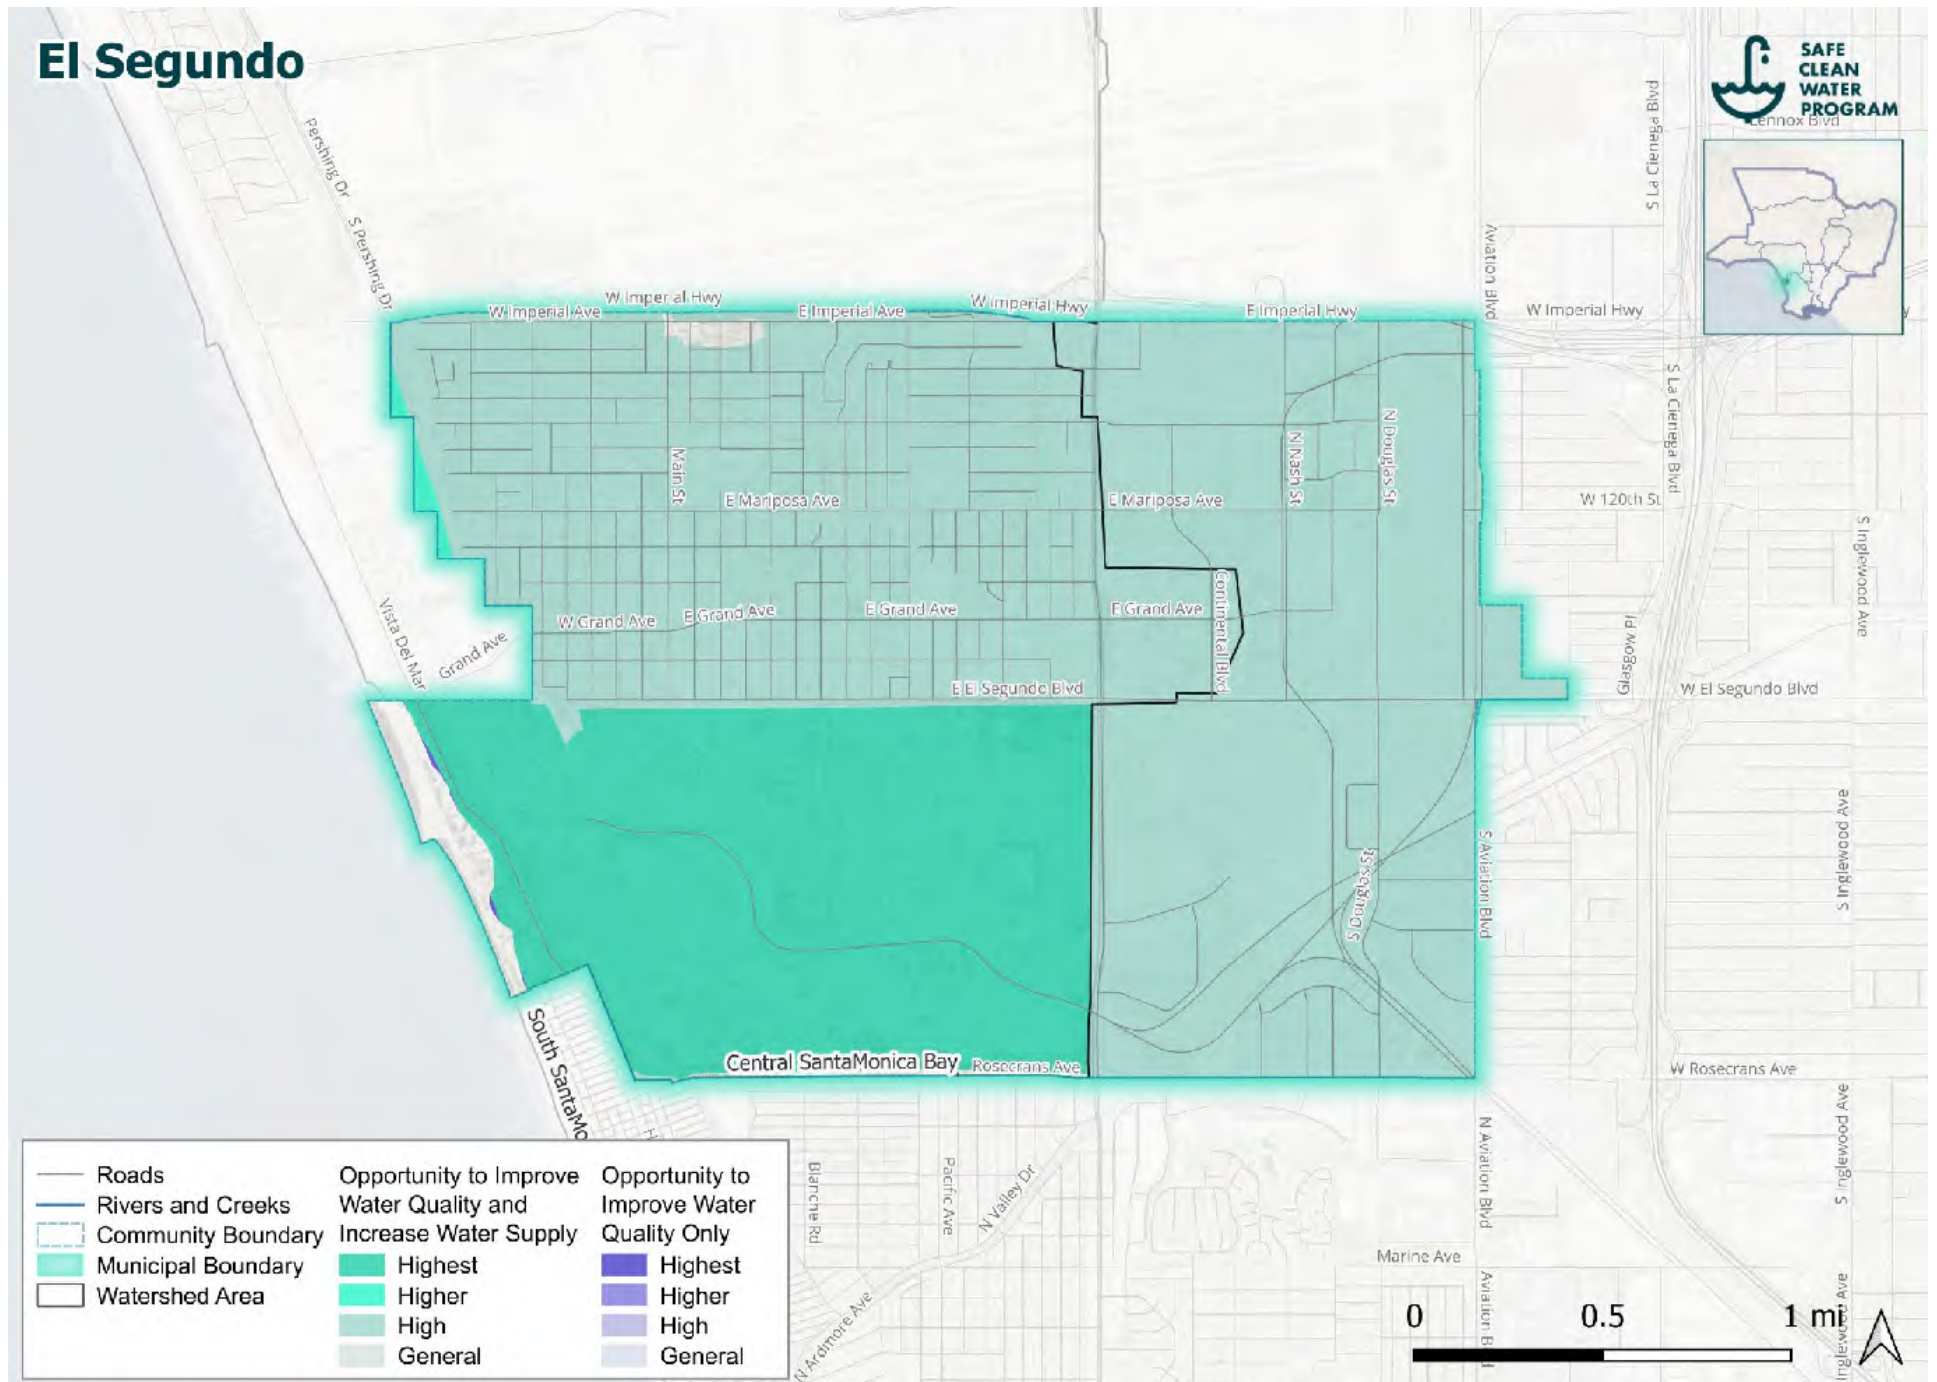 El Segundo
SAFE
CLEAN
WATER
PROGRAM
Lennox Blvd
S La Cienega Blvd
Pershing Dr
S Pershing Dr
Aviation Blvd
W Imperial Hwy
W Imperial Ave
E Imperial Ave
W Imperial Hwy
E Imperial Hwy
W Imperial Hwy
S La Cienega Blvd
Main St
N Nash St
N Douglas St
E Mariposa Ave
E Mariposa Ave
W 120th St
S Inglewood Ave
Vista Del Mar
Grand Ave
W Grand Ave
E Grand Ave
E Grand Ave
E Grand Ave
Continental Blvd
Glasgow Pl
E El Segundo Blvd
W El Segundo Blvd
S Inglewood Ave
S Douglas St
S Aviation Blvd
South SantaMo
Central SantaMonica Bay
Rosecrans Ave
W Rosecrans Ave
S Inglewood Ave
N Aviation Blvd
Blanche Rd
Pacific Ave
N Valley Dr
N Ardmore Ave
Marine Ave
Aviation B
Inglewood Ave
Roads
Rivers and Creeks
Community Boundary
Municipal Boundary
Watershed Area
Opportunity to Improve
Water Quality and
Increase Water Supply
Highest
Higher
High
General
Opportunity to
Improve Water
Quality Only
Highest
Higher
High
General
0 0.5 1 mi